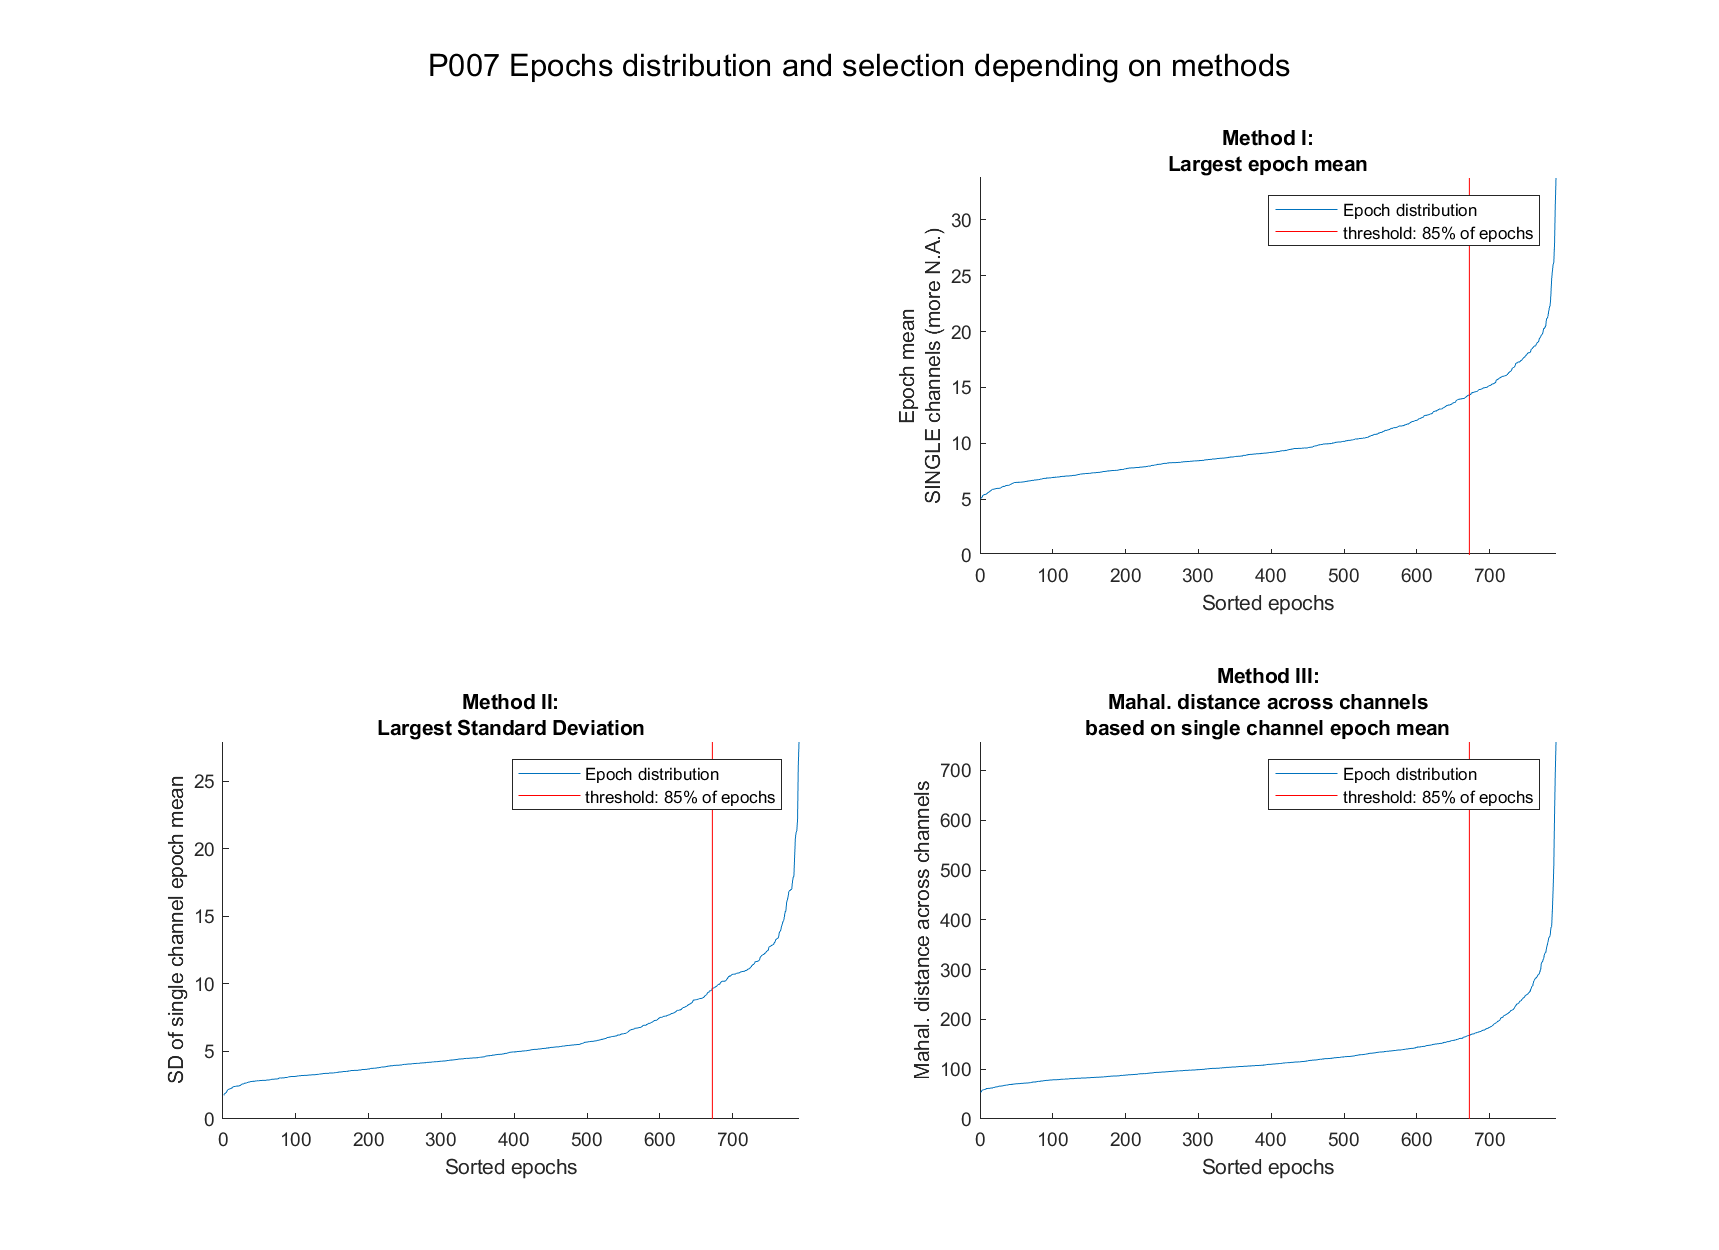 P007 Epochs distribution and selection depending on methods
Method I:
Largest epoch mean
Epoch distribution
threshold: 85% of epochs
Epoch mean
SINGLE channels (more N.A.)
30
25
20
15
10
5
0
0 100 200 300 400 500 600 700
Sorted epochs
Method II:
Largest Standard Deviation
Epoch distribution
threshold: 85% of epochs
SD of single channel epoch mean
25
20
15
10
5
0
0 100 200 300 400 500 600 700
Sorted epochs
Method III:
Mahal. distance across channels
based on single channel epoch mean
Epoch distribution
threshold: 85% of epochs
Mahal. distance across channels
700
600
500
400
300
200
100
0
0 100 200 300 400 500 600 700
Sorted epochs